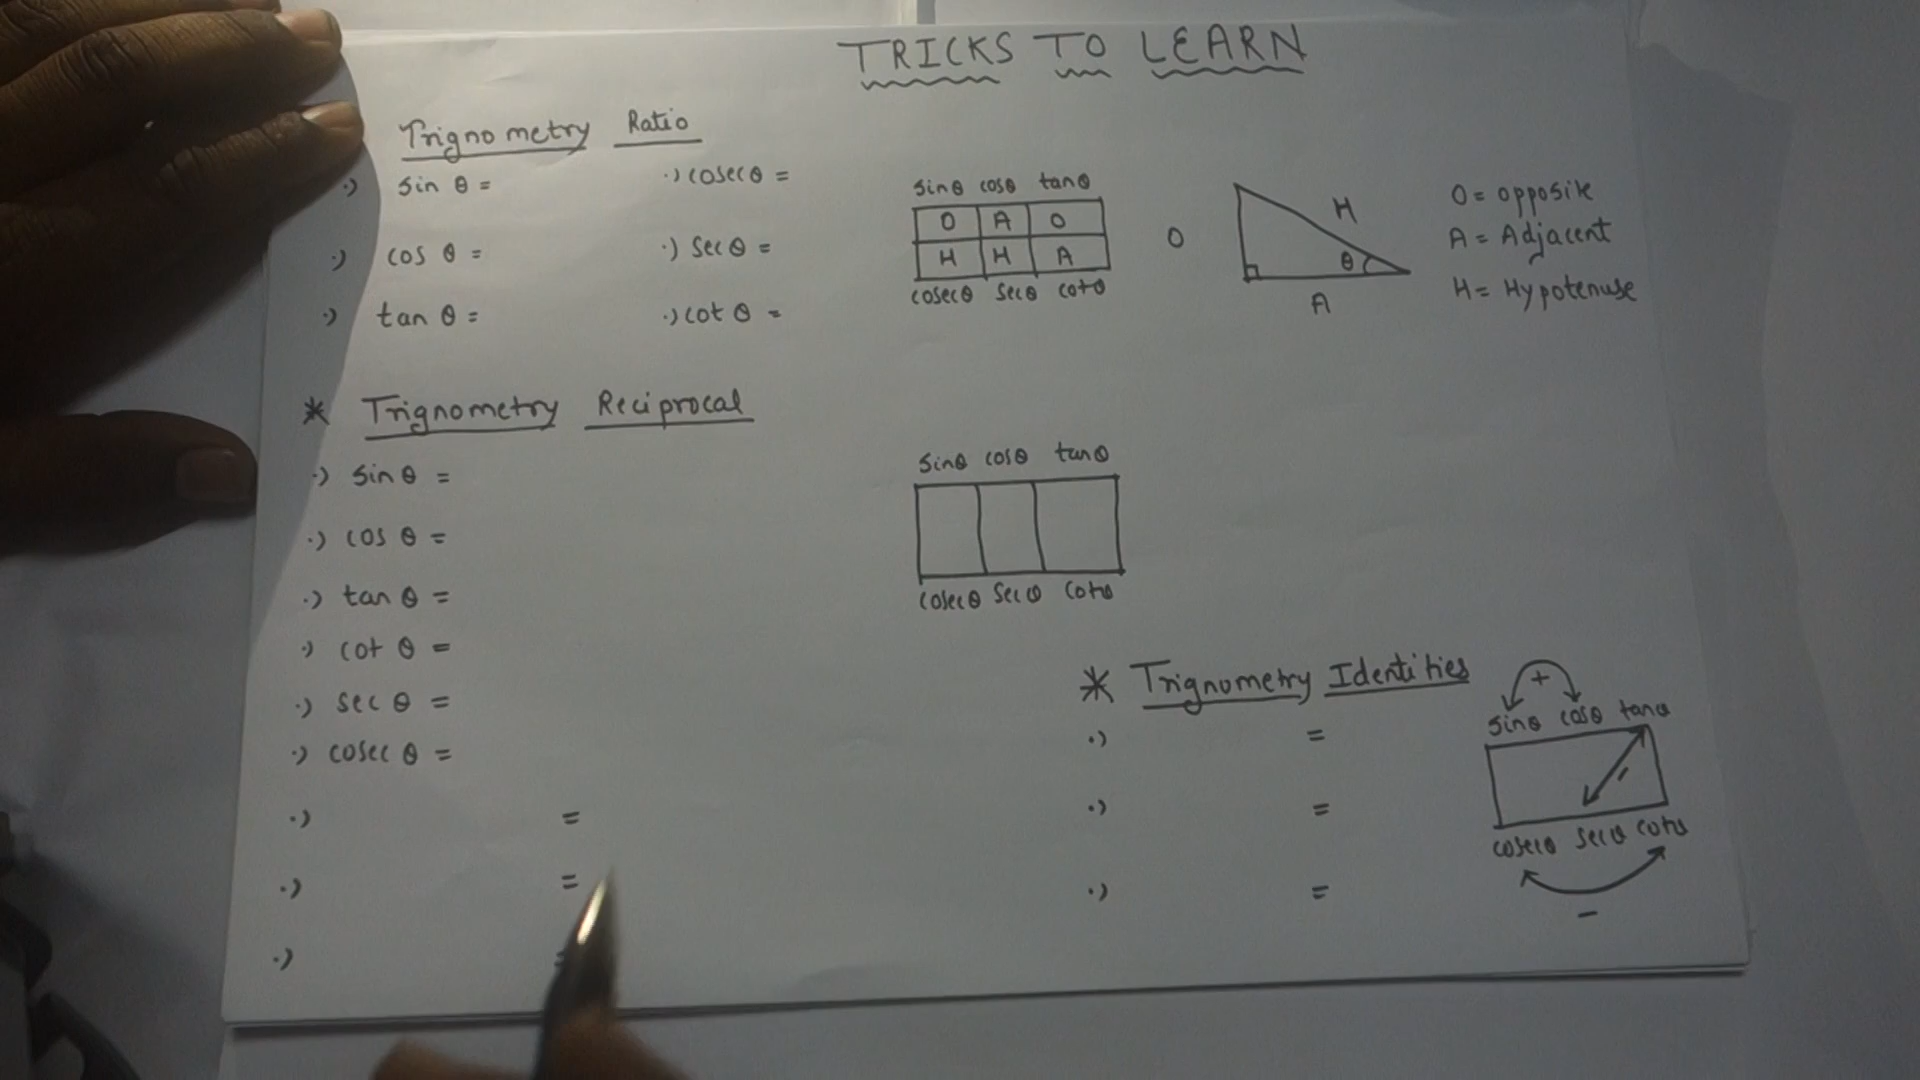 TRICKS TO LEARN
Trignometry Ratio
·) sin θ =
·) cosec θ =
·) cos θ =
·) sec θ =
·) tan θ =
·) cot θ =
sinθ cosθ tanθ
O A O
H H A
cosecθ secθ cotθ
O
H
θ
A
O = opposite
A = Adjacent
H = Hypotenuse
* Trignometry Reciprocal
·) sin θ =
·) cos θ =
·) tan θ =
·) cot θ =
·) sec θ =
·) cosec θ =
·) =
·) =
·) =
sinθ cosθ tanθ
cosecθ secθ cotθ
* Trignometry Identities
·) =
·) =
·) =
+
sinθ cosθ tanθ
-
cosecθ secθ cotθ
-